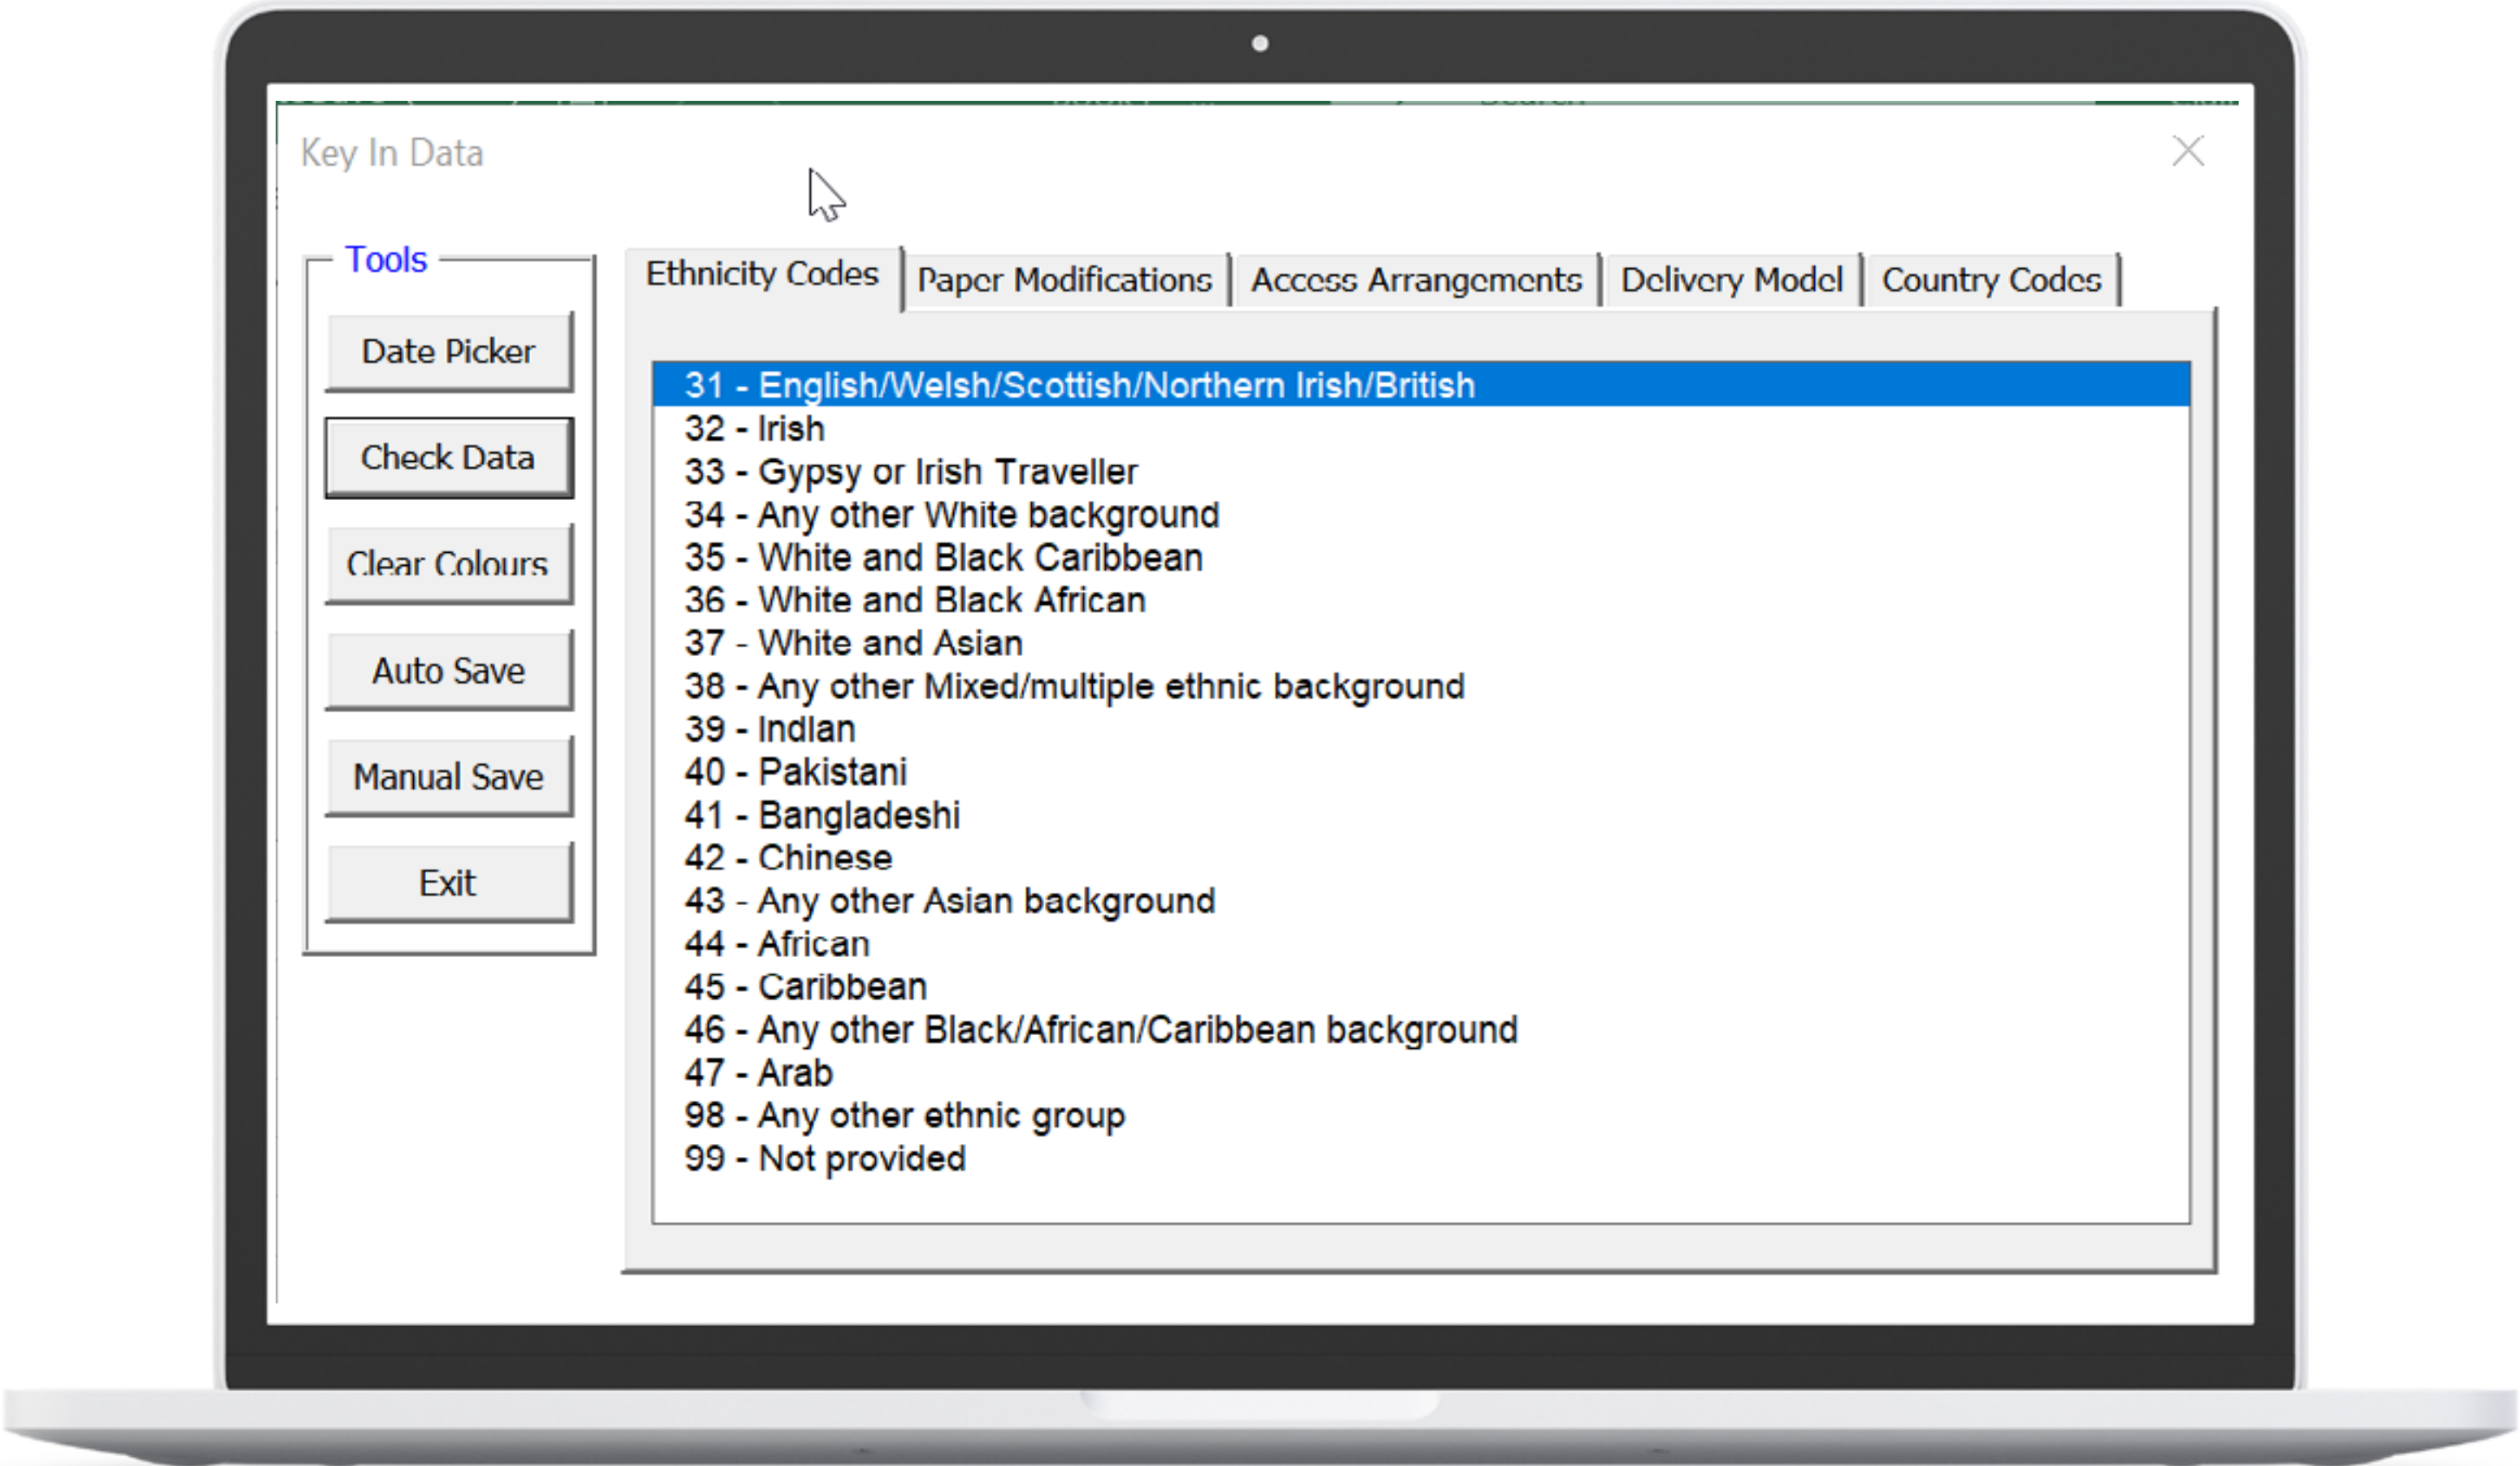 Key In Data
Tools
Date Picker
Check Data
Clear Colours
Auto Save
Manual Save
Exit
Ethnicity Codes
Paper Modifications
Access Arrangements
Delivery Model
Country Codes
31 - English/Welsh/Scottish/Northern Irish/British
32 - Irish
33 - Gypsy or Irish Traveller
34 - Any other White background
35 - White and Black Caribbean
36 - White and Black African
37 - White and Asian
38 - Any other Mixed/multiple ethnic background
39 - Indian
40 - Pakistani
41 - Bangladeshi
42 - Chinese
43 - Any other Asian background
44 - African
45 - Caribbean
46 - Any other Black/African/Caribbean background
47 - Arab
98 - Any other ethnic group
99 - Not provided